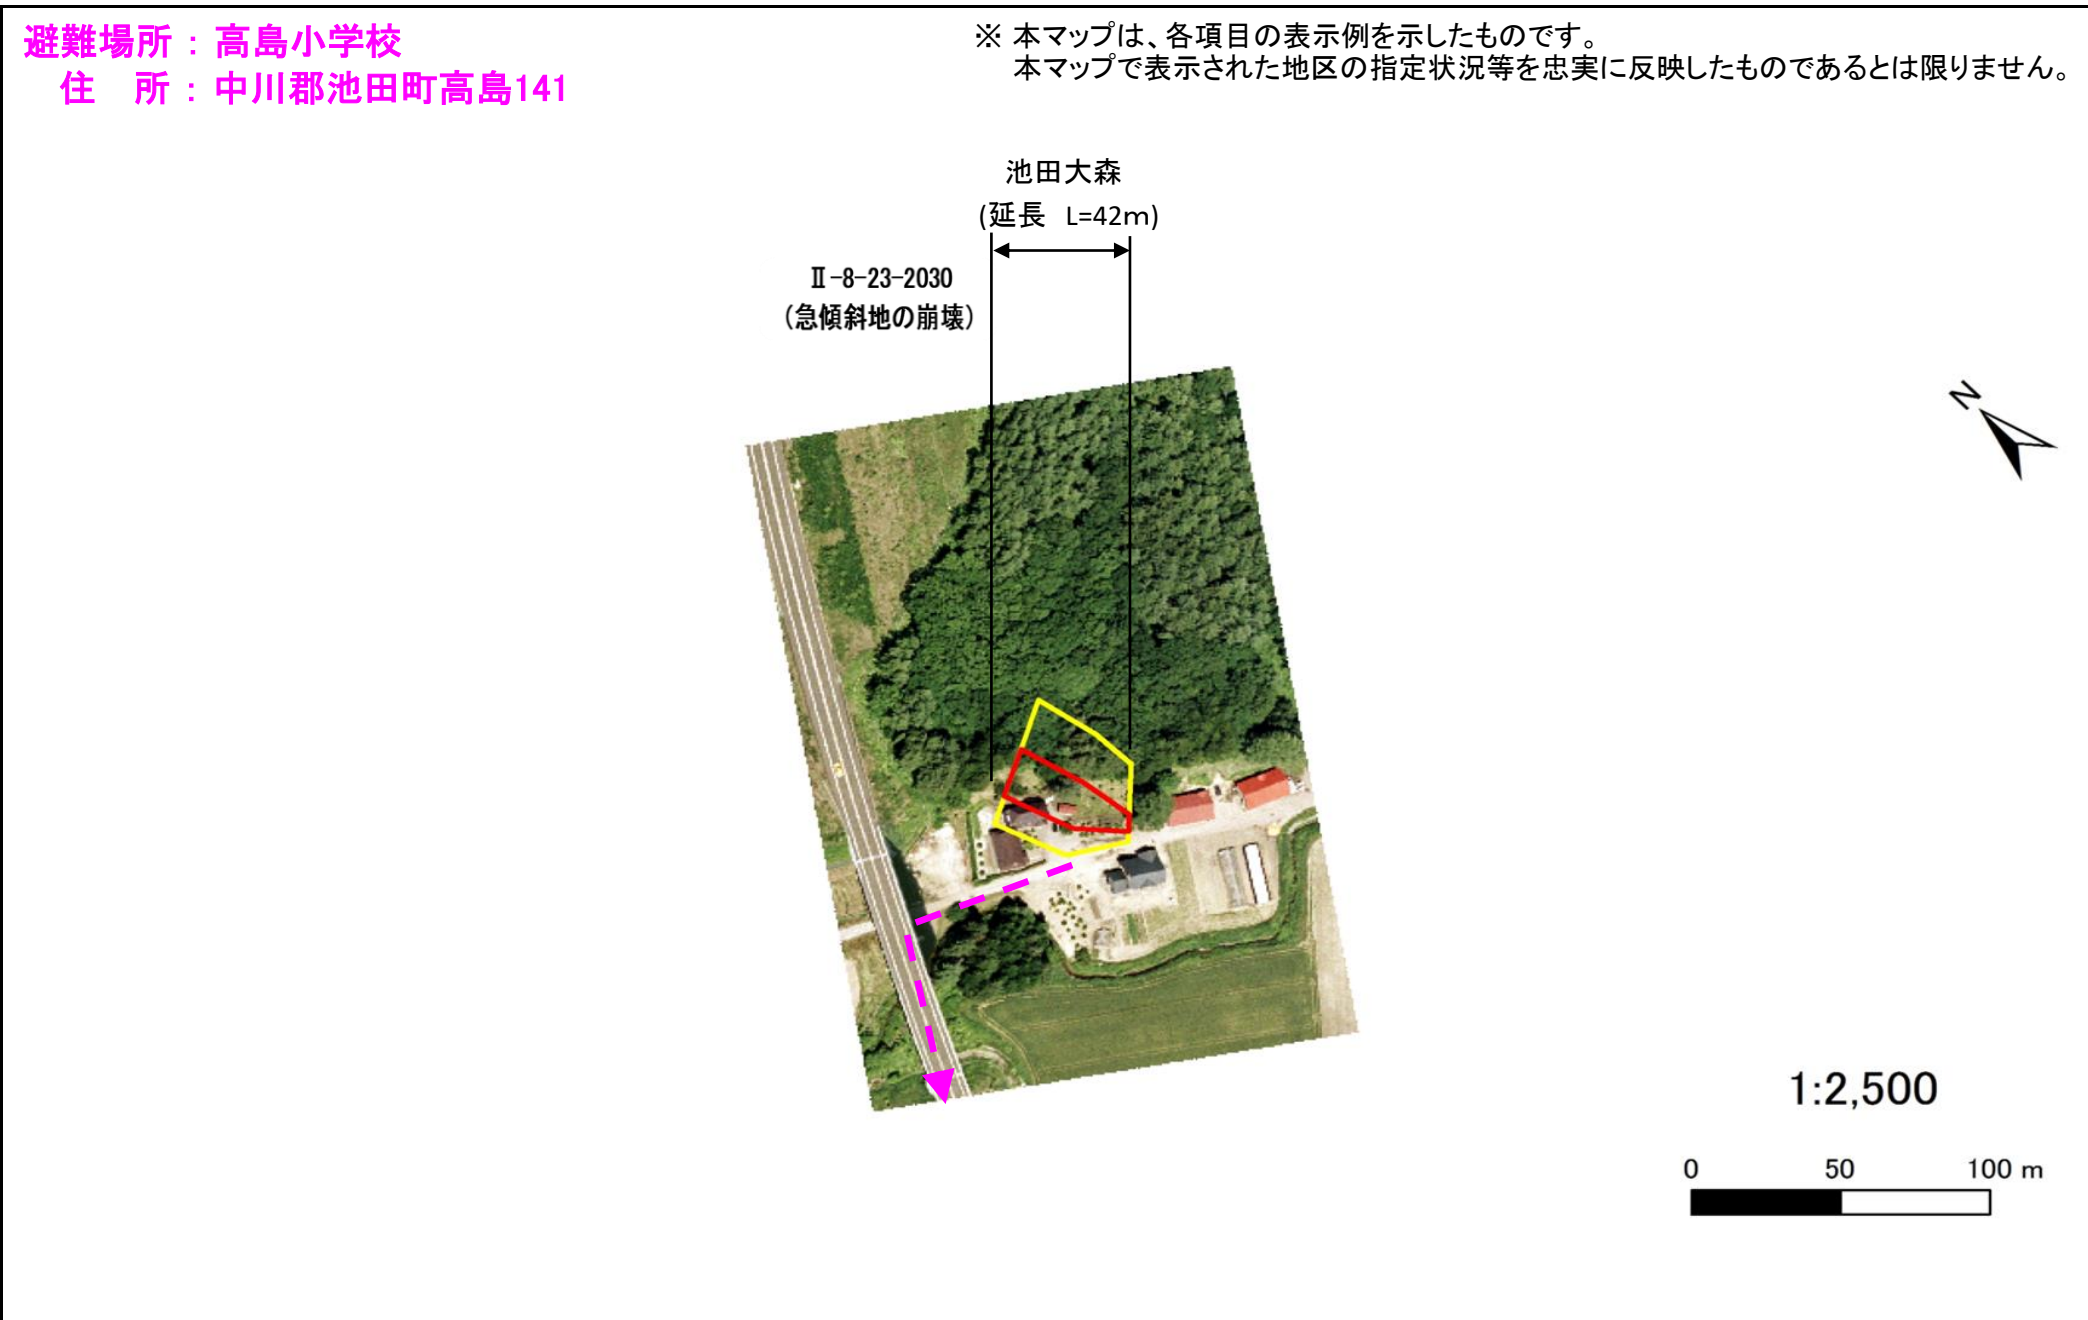 避難場所：高島小学校
住　所：中川郡池田町高島141
※ 本マップは、各項目の表示例を示したものです。
本マップで表示された地区の指定状況等を忠実に反映したものであるとは限りません。
池田大森
(延長　L=42m)
Ⅱ-8-23-2030
（急傾斜地の崩壊）
N
1:2,500
0 50 100 m